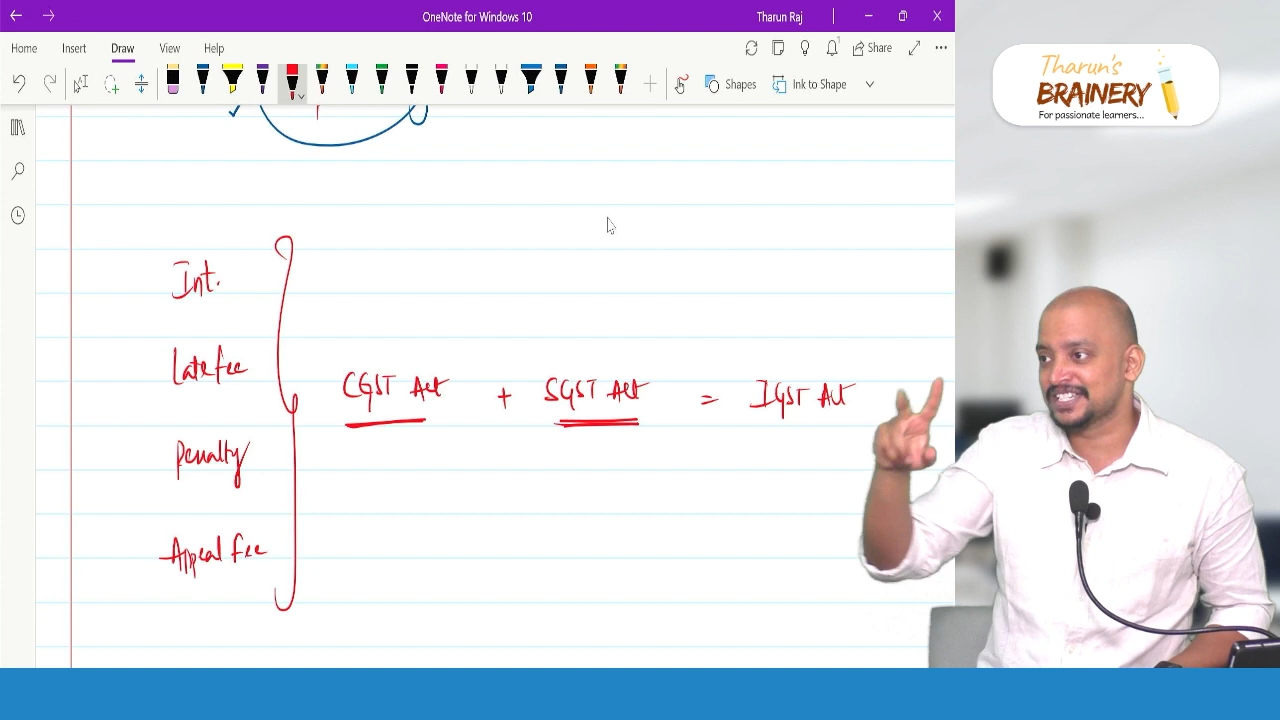 OneNote for Windows 10
Tharun Raj
Home Insert Draw View Help
Share
Shapes
Ink to Shape
Tharun's
BRAINERY
For passionate learners...
Int.
Late fee
CGST Act + SGST Act = IGST Act
Penalty
Appeal fee